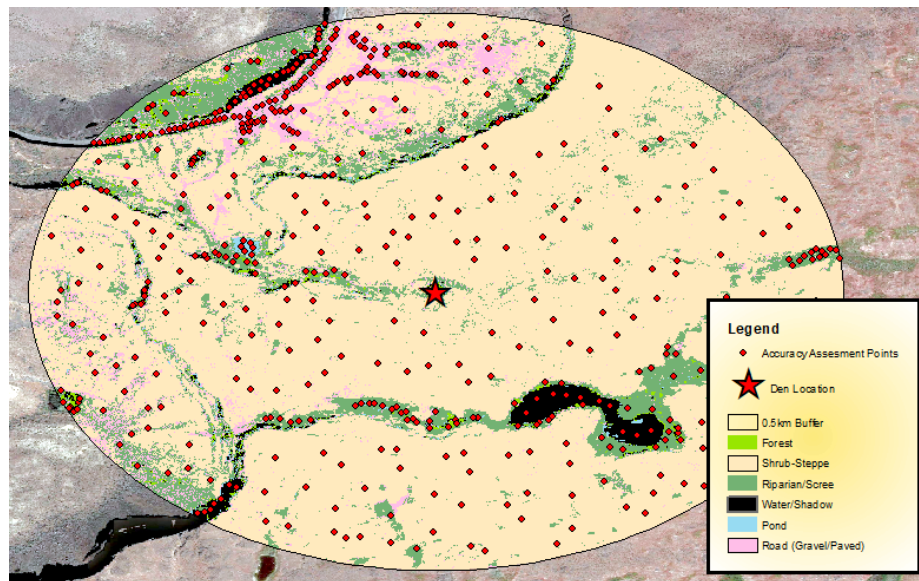 Legend
Accuracy Assesment Points
Den Location
0.5km Buffer
Forest
Shrub-Steppe
Riparian/Scree
Water/Shadow
Pond
Road (Gravel/Paved)